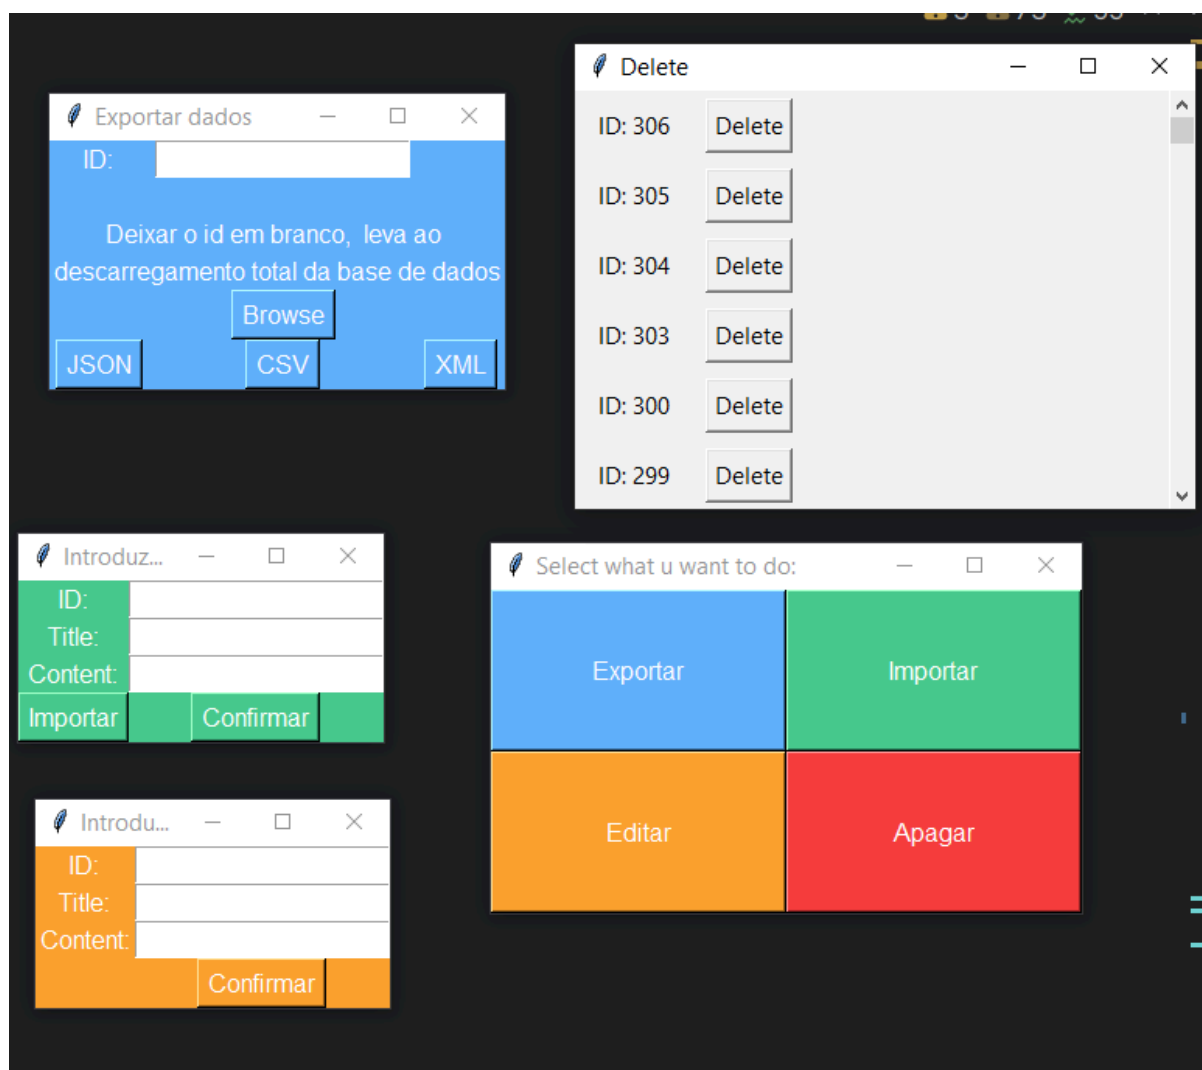 Exportar dados
ID:
Deixar o id em branco, leva ao
descarregamento total da base de dados
Browse
JSON CSV XML
Delete
ID: 306 Delete
ID: 305 Delete
ID: 304 Delete
ID: 303 Delete
ID: 300 Delete
ID: 299 Delete
Introduz...
ID:
Title:
Content:
Importar Confirmar
Select what u want to do:
Exportar Importar
Editar Apagar
Introdu...
ID:
Title:
Content:
Confirmar